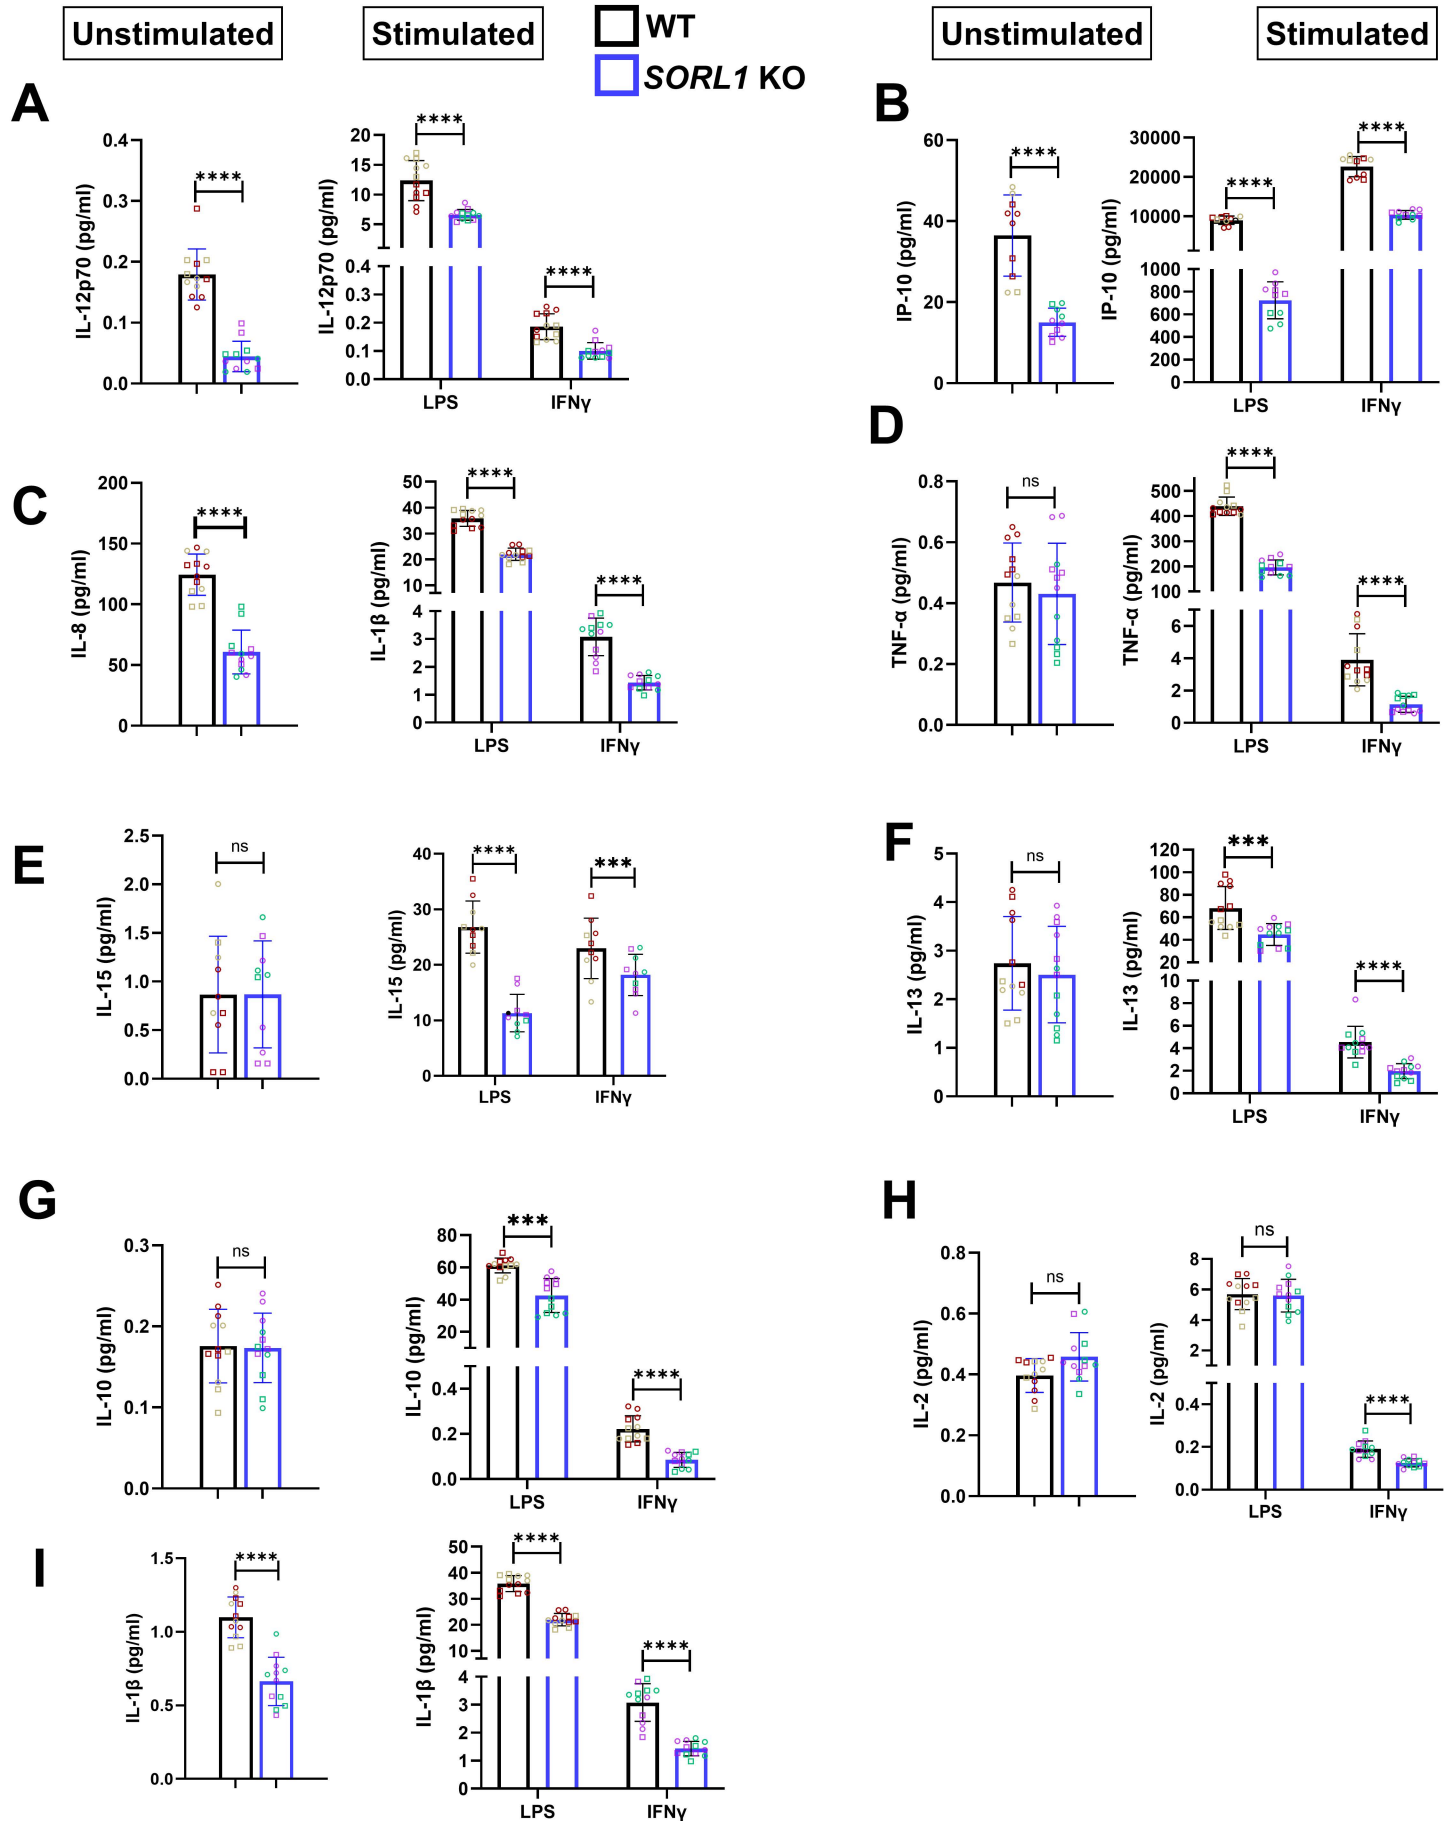 Unstimulated
Stimulated
WT
SORL1 KO
Unstimulated
Stimulated
A
IL-12p70 (pg/ml)
0.4
0.3
0.2
0.1
0.0
****
IL-12p70 (pg/ml)
20
15
10
5
0.4
0.3
0.2
0.1
0.0
****
****
LPS
IFNγ
B
IP-10 (pg/ml)
60
40
20
0
****
IP-10 (pg/ml)
30000
20000
10000
1000
800
600
400
200
0
****
****
LPS
IFNγ
C
IL-8 (pg/ml)
200
150
100
50
0
****
IL-1β (pg/ml)
50
40
30
20
10
4
3
2
1
0
****
****
LPS
IFNγ
D
TNF-α (pg/ml)
0.8
0.6
0.4
0.2
0.0
ns
TNF-α (pg/ml)
500
400
300
200
100
6
4
2
0
****
****
LPS
IFNγ
E
IL-15 (pg/ml)
2.5
2.0
1.5
1.0
0.5
0.0
ns
IL-15 (pg/ml)
40
30
20
10
0
****
***
LPS
IFNγ
F
IL-13 (pg/ml)
5
4
3
2
1
0
ns
IL-13 (pg/ml)
120
100
80
60
40
20
10
8
6
4
2
0
***
****
LPS
IFNγ
G
IL-10 (pg/ml)
0.3
0.2
0.1
0.0
ns
IL-10 (pg/ml)
80
60
40
20
0.4
0.2
0.0
***
****
LPS
IFNγ
H
IL-2 (pg/ml)
0.8
0.6
0.4
0.2
0.0
ns
IL-2 (pg/ml)
8
6
4
2
0.4
0.2
0.0
ns
****
LPS
IFNγ
I
IL-1β (pg/ml)
1.5
1.0
0.5
0.0
****
IL-1β (pg/ml)
50
40
30
20
10
4
3
2
1
0
****
****
LPS
IFNγ